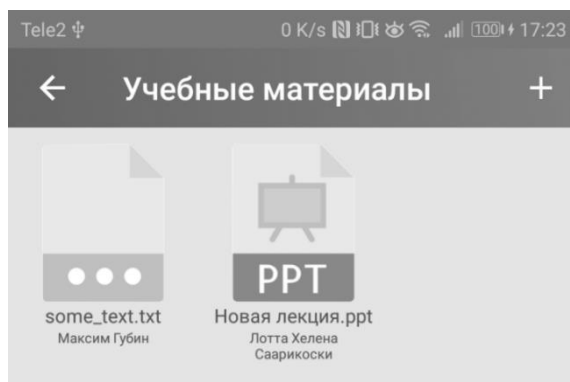 Tele2 0 K/s 100 17:23
Учебные материалы
PPT
some_text.txt Новая лекция.ppt
Максим Губин Лотта Хелена
Саарикоски